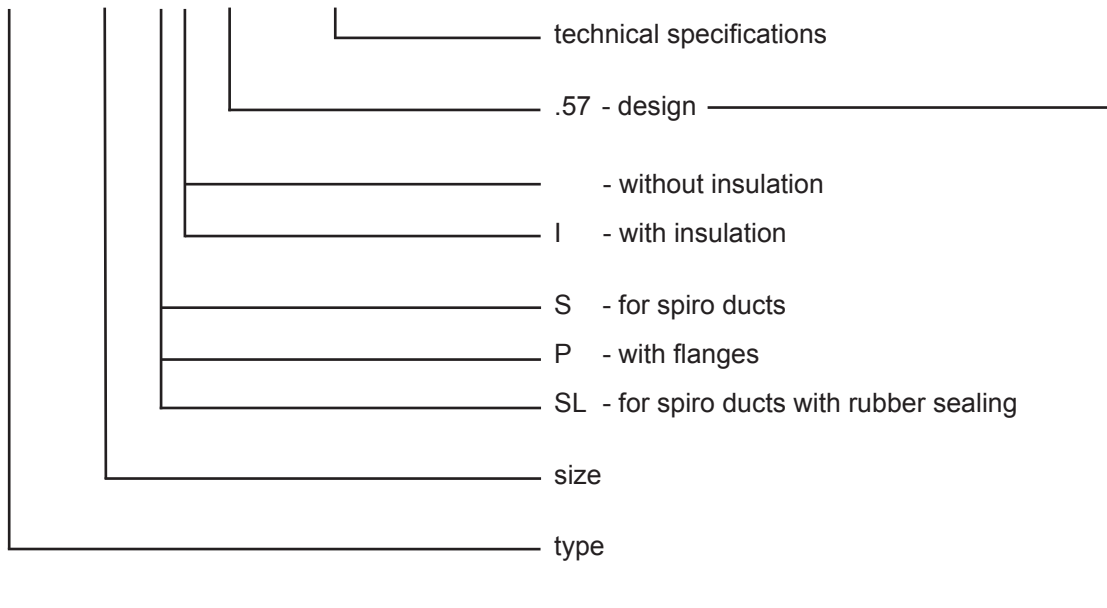 technical specifications
.57 - design
- without insulation
I - with insulation
S - for spiro ducts
P - with flanges
SL - for spiro ducts with rubber sealing
size
type